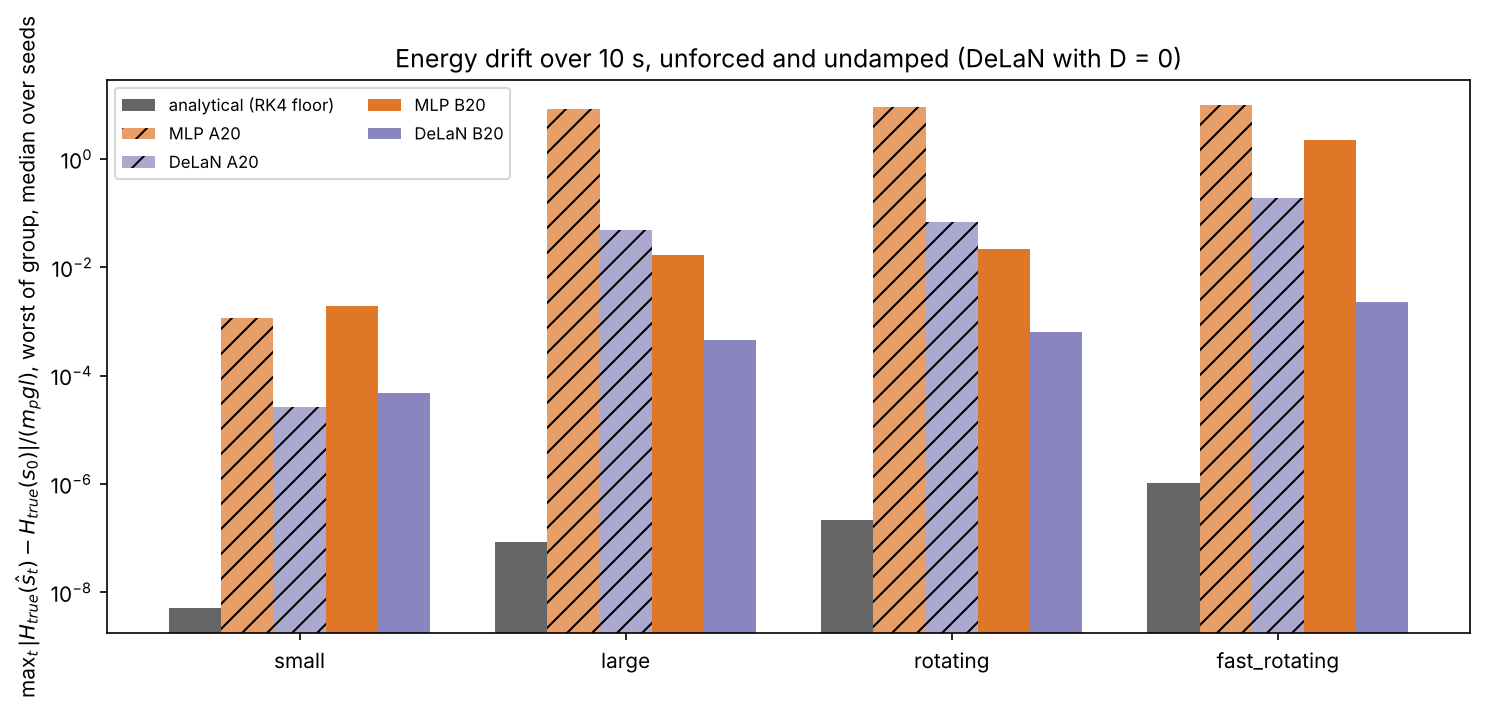 Energy drift over 10 s, unforced and undamped (DeLaN with D = 0)
max_t |H_true(ŝ_t) − H_true(s_0)|/(m_p gl), worst of group, median over seeds
analytical (RK4 floor)
MLP A20
DeLaN A20
MLP B20
DeLaN B20
10^0
10^−2
10^−4
10^−6
10^−8
small
large
rotating
fast_rotating